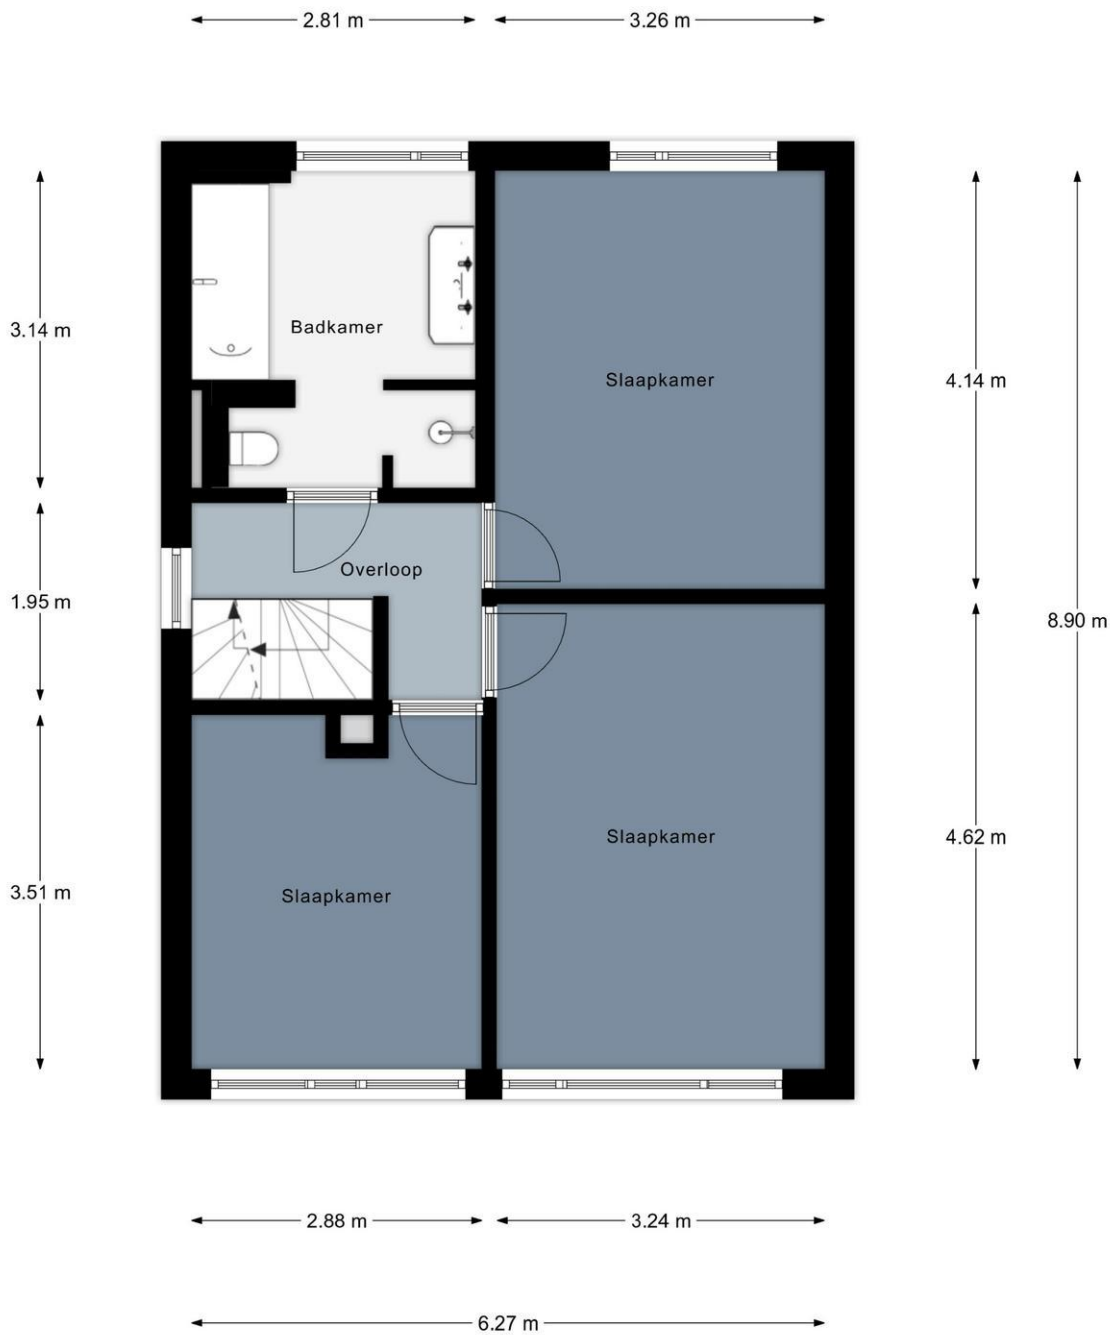 2.81 m
3.26 m
3.14 m
Badkamer
Slaapkamer
4.14 m
Overloop
1.95 m
8.90 m
Slaapkamer
4.62 m
3.51 m
Slaapkamer
2.88 m
3.24 m
6.27 m